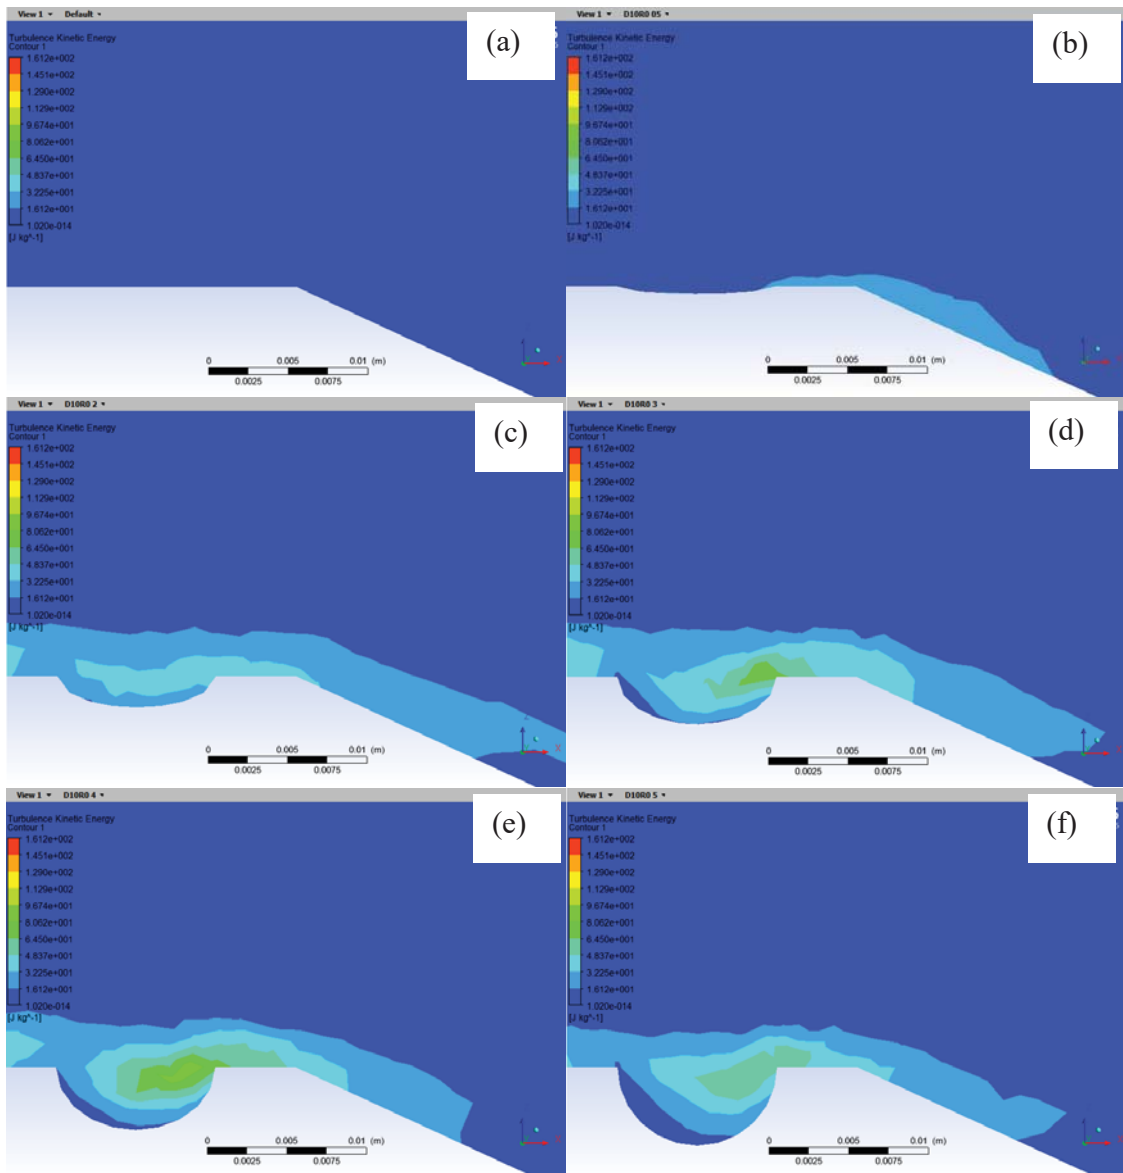 View 1 Default
(a)
Turbulence Kinetic Energy
Contour 1
1.612e+002
1.451e+002
1.290e+002
1.129e+002
9.674e+001
8.062e+001
6.450e+001
4.837e+001
3.225e+001
1.612e+001
1.020e-014
[J kg^-1]
0 0.005 0.01 (m)
0.0025 0.0075
View 1 D10R0 05
(b)
Turbulence Kinetic Energy
Contour 1
1.612e+002
1.451e+002
1.290e+002
1.129e+002
9.674e+001
8.062e+001
6.450e+001
4.837e+001
3.225e+001
1.612e+001
1.020e-014
[J kg^-1]
0 0.005 0.01 (m)
0.0025 0.0075
View 1 D10R0 2
(c)
Turbulence Kinetic Energy
Contour 1
1.612e+002
1.451e+002
1.290e+002
1.129e+002
9.674e+001
8.062e+001
6.450e+001
4.837e+001
3.225e+001
1.612e+001
1.020e-014
[J kg^-1]
0 0.005 0.01 (m)
0.0025 0.0075
View 1 D10R0 3
(d)
Turbulence Kinetic Energy
Contour 1
1.612e+002
1.451e+002
1.290e+002
1.129e+002
9.674e+001
8.062e+001
6.450e+001
4.837e+001
3.225e+001
1.612e+001
1.020e-014
[J kg^-1]
0 0.005 0.01 (m)
0.0025 0.0075
View 1 D10R0 4
(e)
Turbulence Kinetic Energy
Contour 1
1.612e+002
1.451e+002
1.290e+002
1.129e+002
9.674e+001
8.062e+001
6.450e+001
4.837e+001
3.225e+001
1.612e+001
1.020e-014
[J kg^-1]
0 0.005 0.01 (m)
0.0025 0.0075
View 1 D10R0 5
(f)
Turbulence Kinetic Energy
Contour 1
1.612e+002
1.451e+002
1.290e+002
1.129e+002
9.674e+001
8.062e+001
6.450e+001
4.837e+001
3.225e+001
1.612e+001
1.020e-014
[J kg^-1]
0 0.005 0.01 (m)
0.0025 0.0075